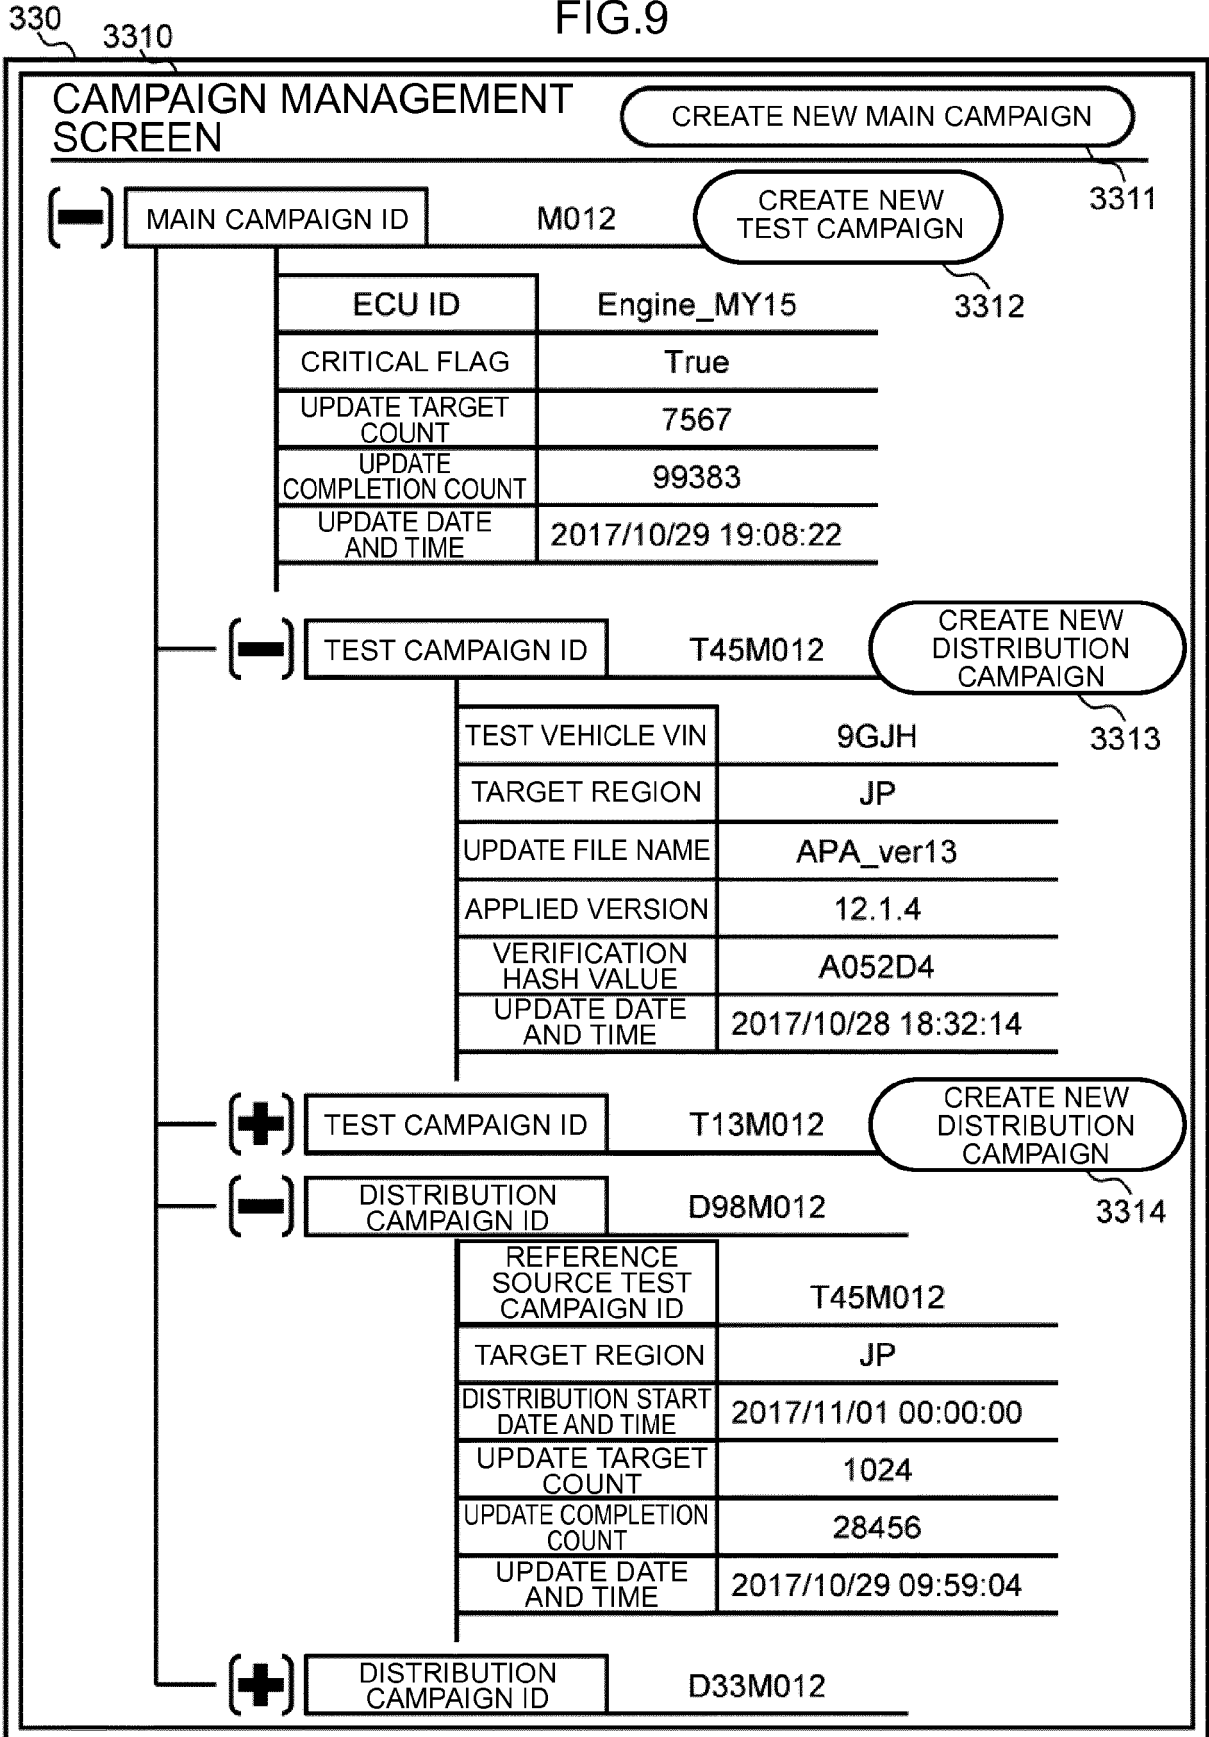 FIG.9
330
3310
CAMPAIGN MANAGEMENT
SCREEN
CREATE NEW MAIN CAMPAIGN
3311
MAIN CAMPAIGN ID
M012
CREATE NEW
TEST CAMPAIGN
3312
ECU ID
Engine_MY15
CRITICAL FLAG
True
UPDATE TARGET
COUNT
7567
UPDATE
COMPLETION COUNT
99383
UPDATE DATE
AND TIME
2017/10/29 19:08:22
TEST CAMPAIGN ID
T45M012
CREATE NEW
DISTRIBUTION
CAMPAIGN
3313
TEST VEHICLE VIN
9GJH
TARGET REGION
JP
UPDATE FILE NAME
APA_ver13
APPLIED VERSION
12.1.4
VERIFICATION
HASH VALUE
A052D4
UPDATE DATE
AND TIME
2017/10/28 18:32:14
TEST CAMPAIGN ID
T13M012
CREATE NEW
DISTRIBUTION
CAMPAIGN
3314
DISTRIBUTION
CAMPAIGN ID
D98M012
REFERENCE
SOURCE TEST
CAMPAIGN ID
T45M012
TARGET REGION
JP
DISTRIBUTION START
DATE AND TIME
2017/11/01 00:00:00
UPDATE TARGET
COUNT
1024
UPDATE COMPLETION
COUNT
28456
UPDATE DATE
AND TIME
2017/10/29 09:59:04
DISTRIBUTION
CAMPAIGN ID
D33M012